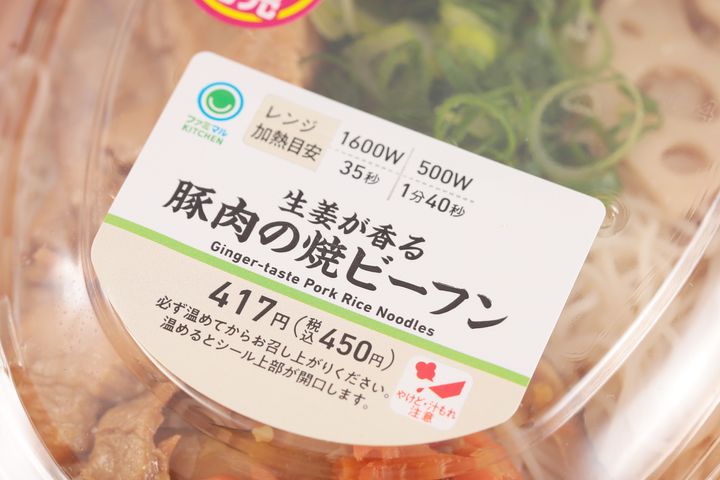 ファミマル
KITCHEN
レンジ
加熱目安
1600W
35秒
500W
1分40秒
生姜が香る
豚肉の焼ビーフン
Ginger-taste Pork Rice Noodles
417円(税込450円)
必ず温めてからお召し上がりください。
温めるとシール上部が開口します。
やけど・汁もれ
注意